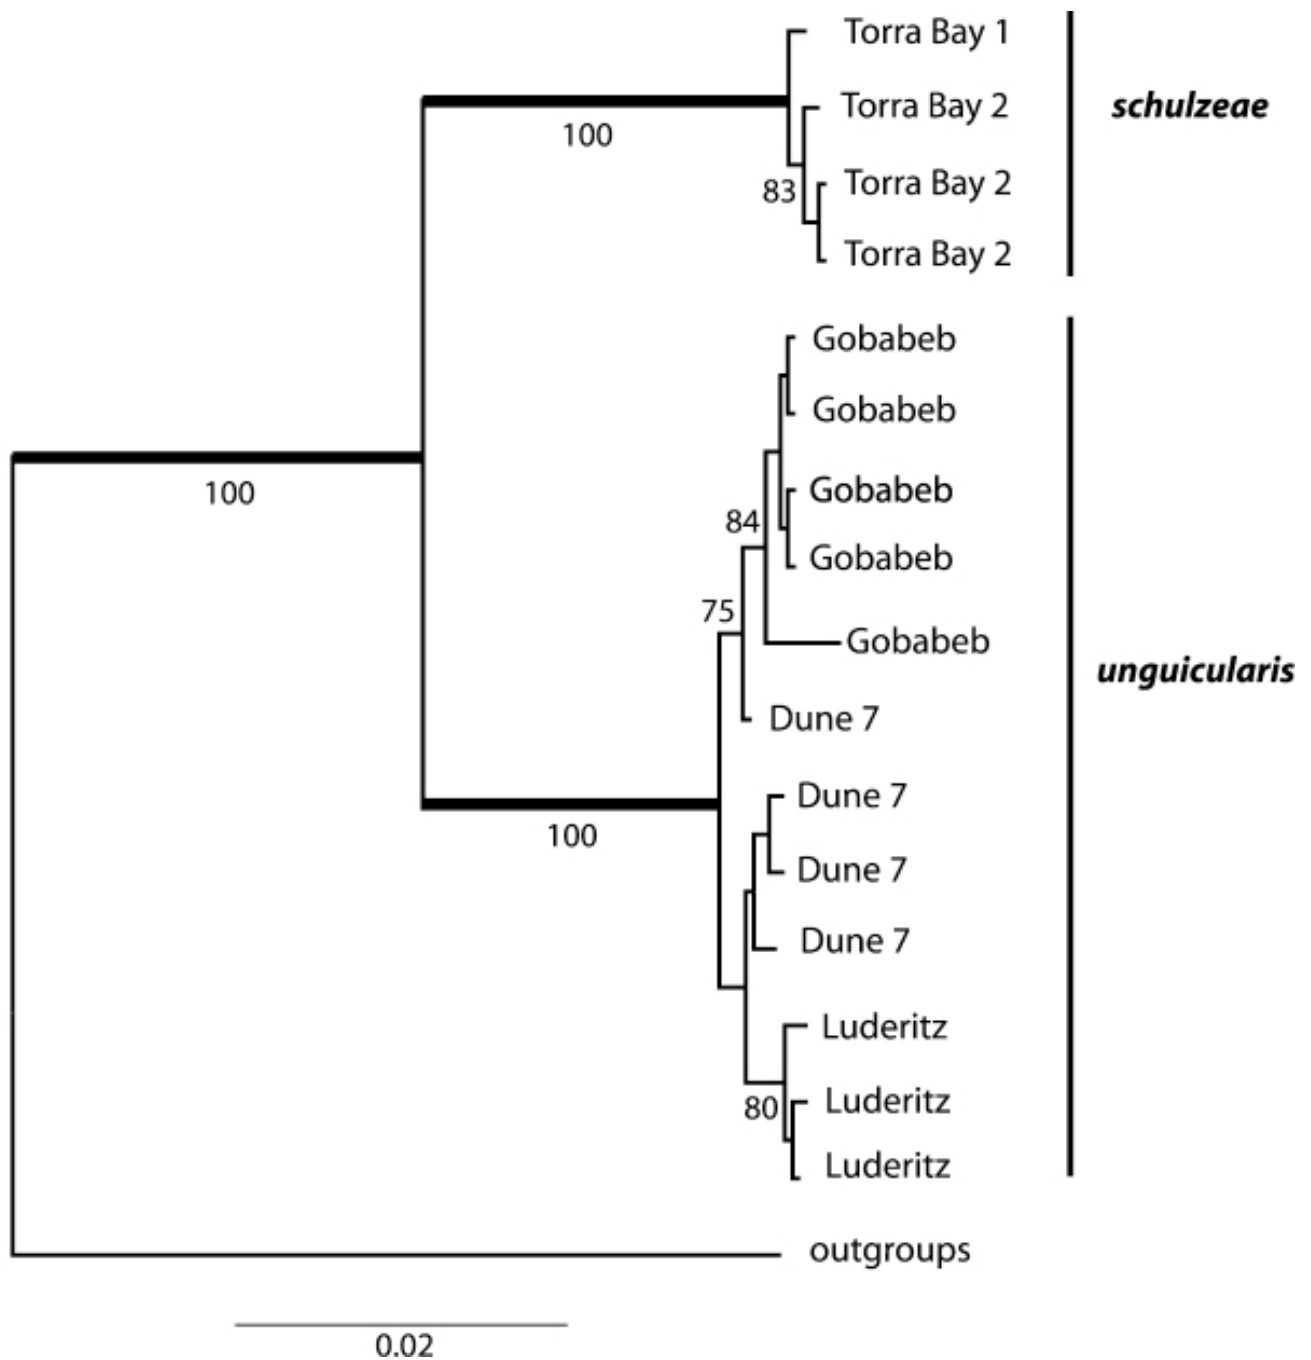 Torra Bay 1
Torra Bay 2
schulzeae
100
Torra Bay 2
83
Torra Bay 2
Gobabeb
Gobabeb
Gobabeb
100
84
Gobabeb
75
Gobabeb
unguicularis
Dune 7
Dune 7
100
Dune 7
Dune 7
Luderitz
Luderitz
80
Luderitz
outgroups
0.02